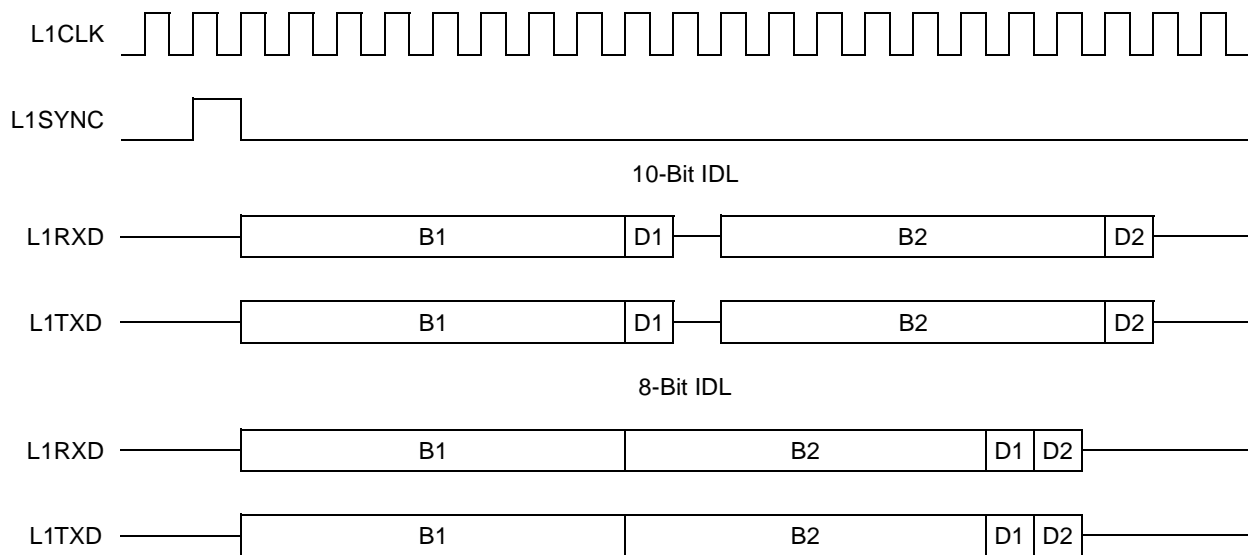 L1CLK
L1SYNC
10-Bit IDL
L1RXD B1 D1 B2 D2
L1TXD B1 D1 B2 D2
8-Bit IDL
L1RXD B1 B2 D1 D2
L1TXD B1 B2 D1 D2